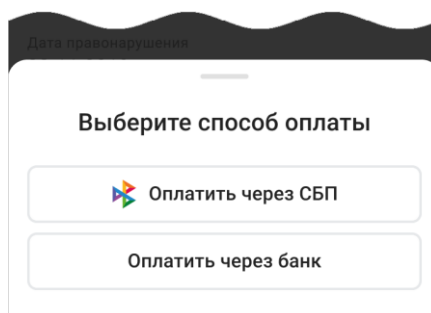 Дата правонарушения
Выберите способ оплаты
Оплатить через СБП
Оплатить через банк